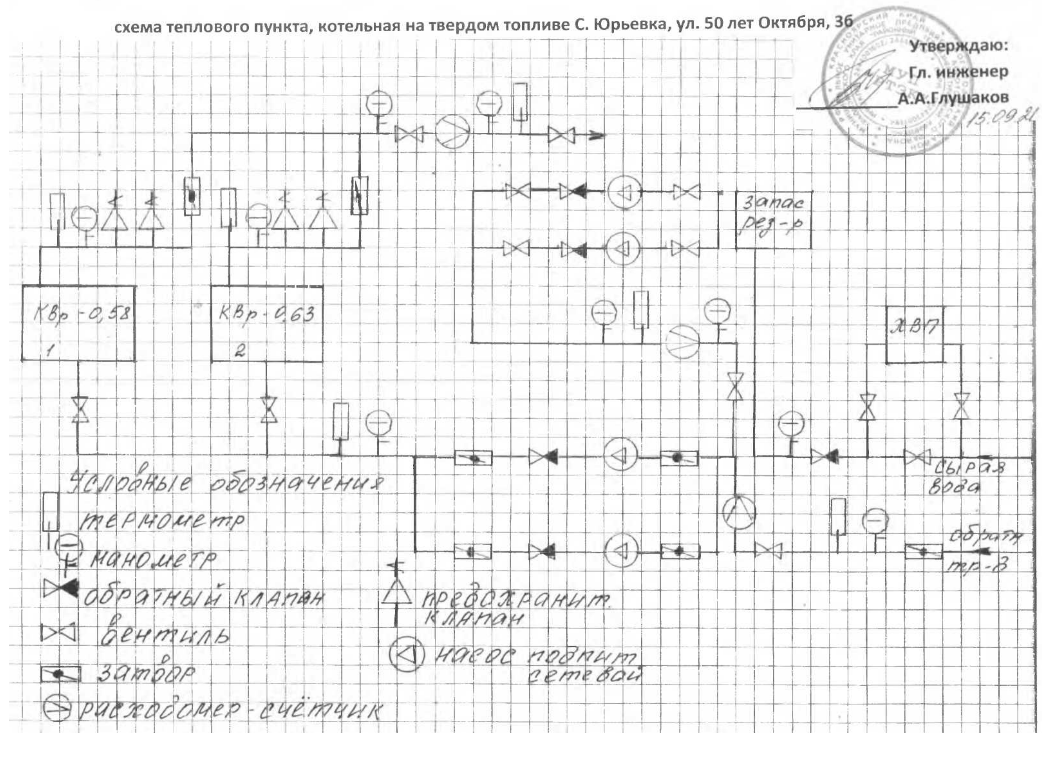 схема теплового пункта, котельная на твердом топливе С. Юрьевка, ул. 50 лет Октября, 3б
Утверждаю:
Гл. инженер
А.А.Глушаков
15.09.21
Запас
рез-р
КВр-0,58
1
КВр-0,63
2
ХВП
сырая
вода
обратн
тр-в
Условные обозначения
термометр
манометр
обратный клапан
вентиль
затвор
расходомер-счётчик
предохранит.
клапан
насос подпит
сетевой